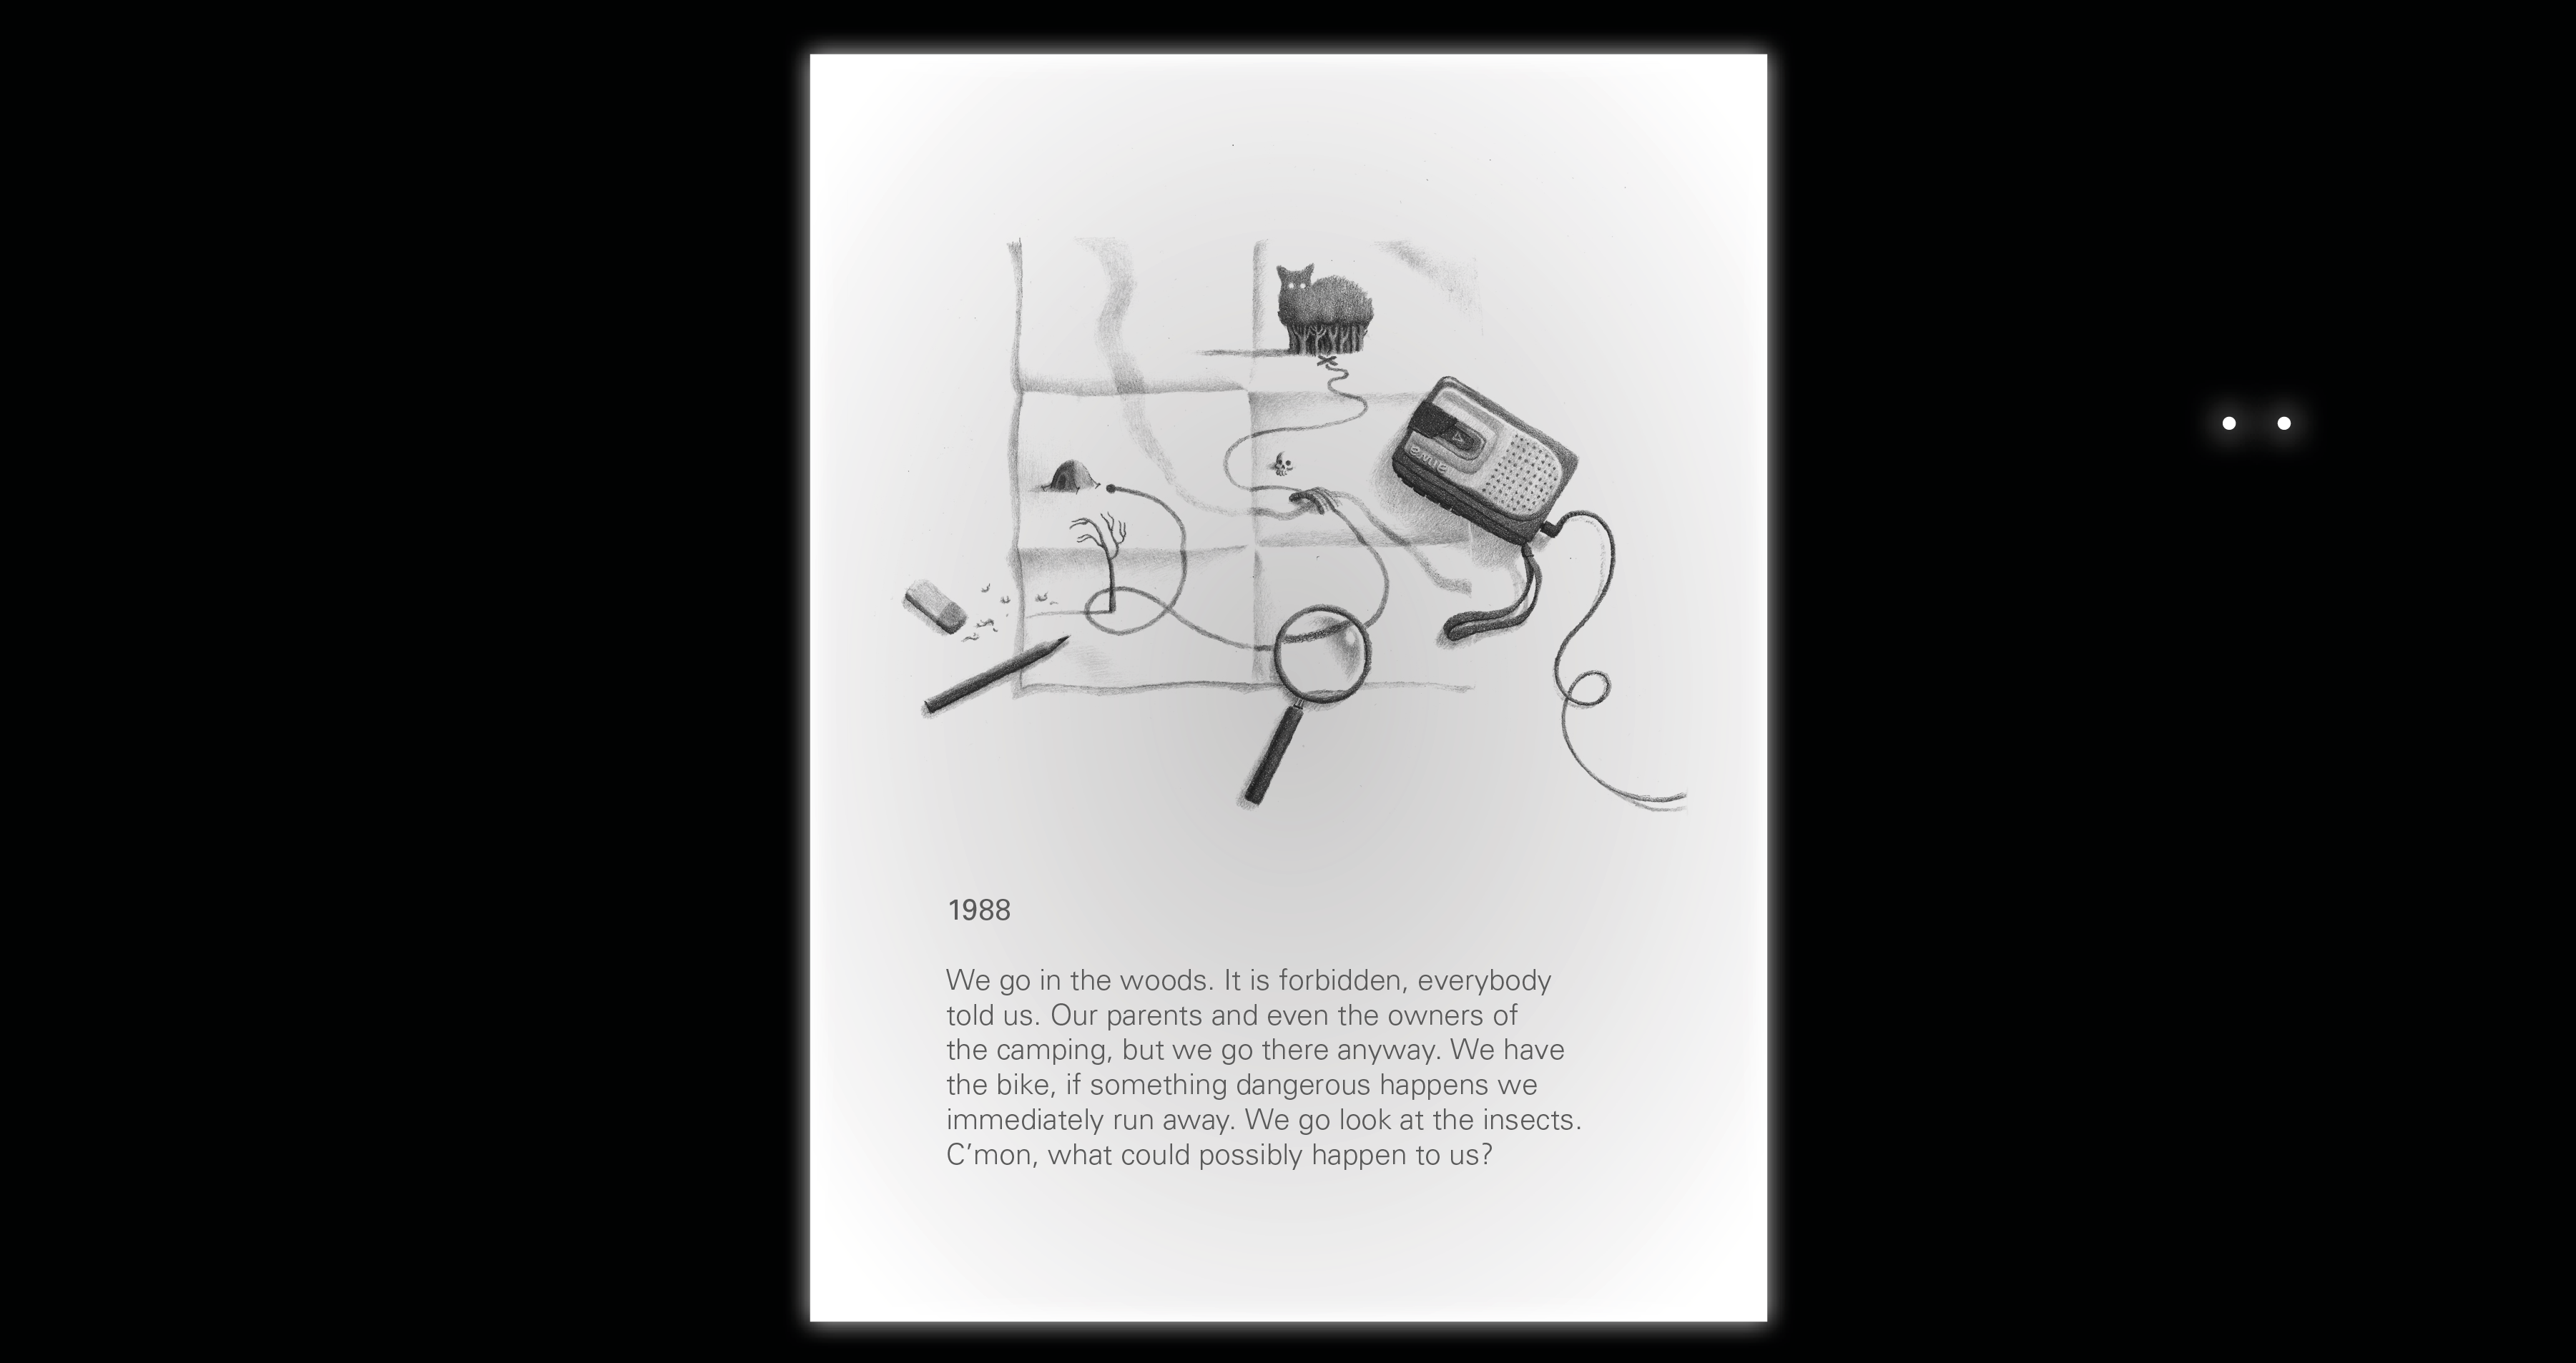 aiwa
1988
We go in the woods. It is forbidden, everybody
told us. Our parents and even the owners of
the camping, but we go there anyway. We have
the bike, if something dangerous happens we
immediately run away. We go look at the insects.
C’mon, what could possibly happen to us?